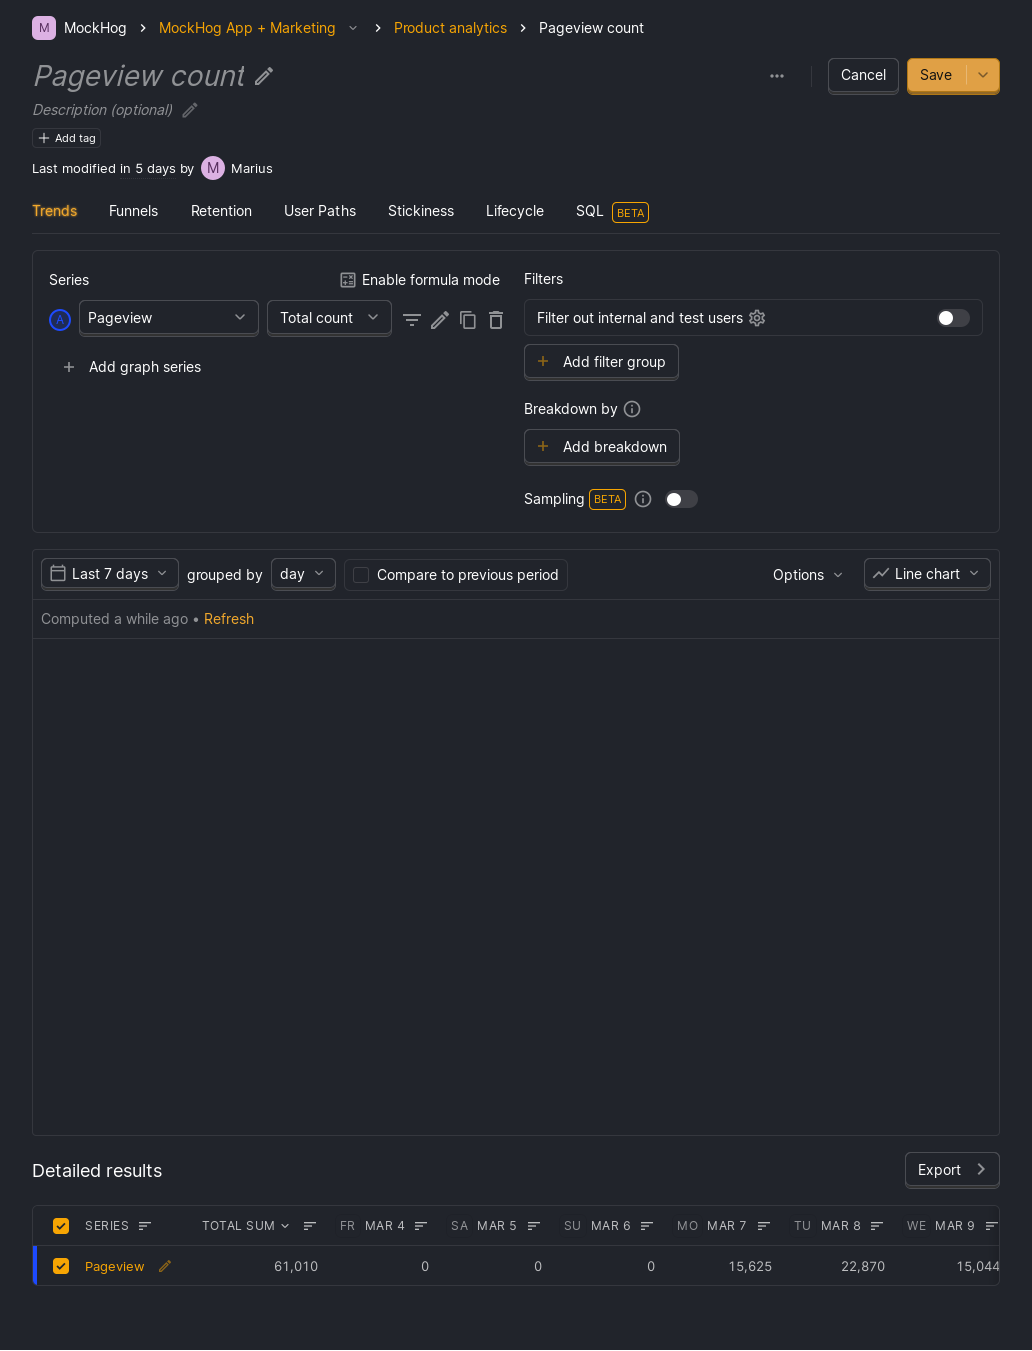 M MockHog MockHog App + Marketing Product analytics Pageview count
Pageview count
Cancel Save
Description (optional)
Add tag
Last modified in 5 days by M Marius
Trends Funnels Retention User Paths Stickiness Lifecycle SQL BETA
Series Enable formula mode
A Pageview Total count
Add graph series
Filters
Filter out internal and test users
Add filter group
Breakdown by
Add breakdown
Sampling BETA
Last 7 days grouped by day Compare to previous period Options Line chart
Computed a while ago • Refresh
Detailed results Export
SERIES TOTAL SUM FR MAR 4 SA MAR 5 SU MAR 6 MO MAR 7 TU MAR 8 WE MAR 9
Pageview 61,010 0 0 0 15,625 22,870 15,044